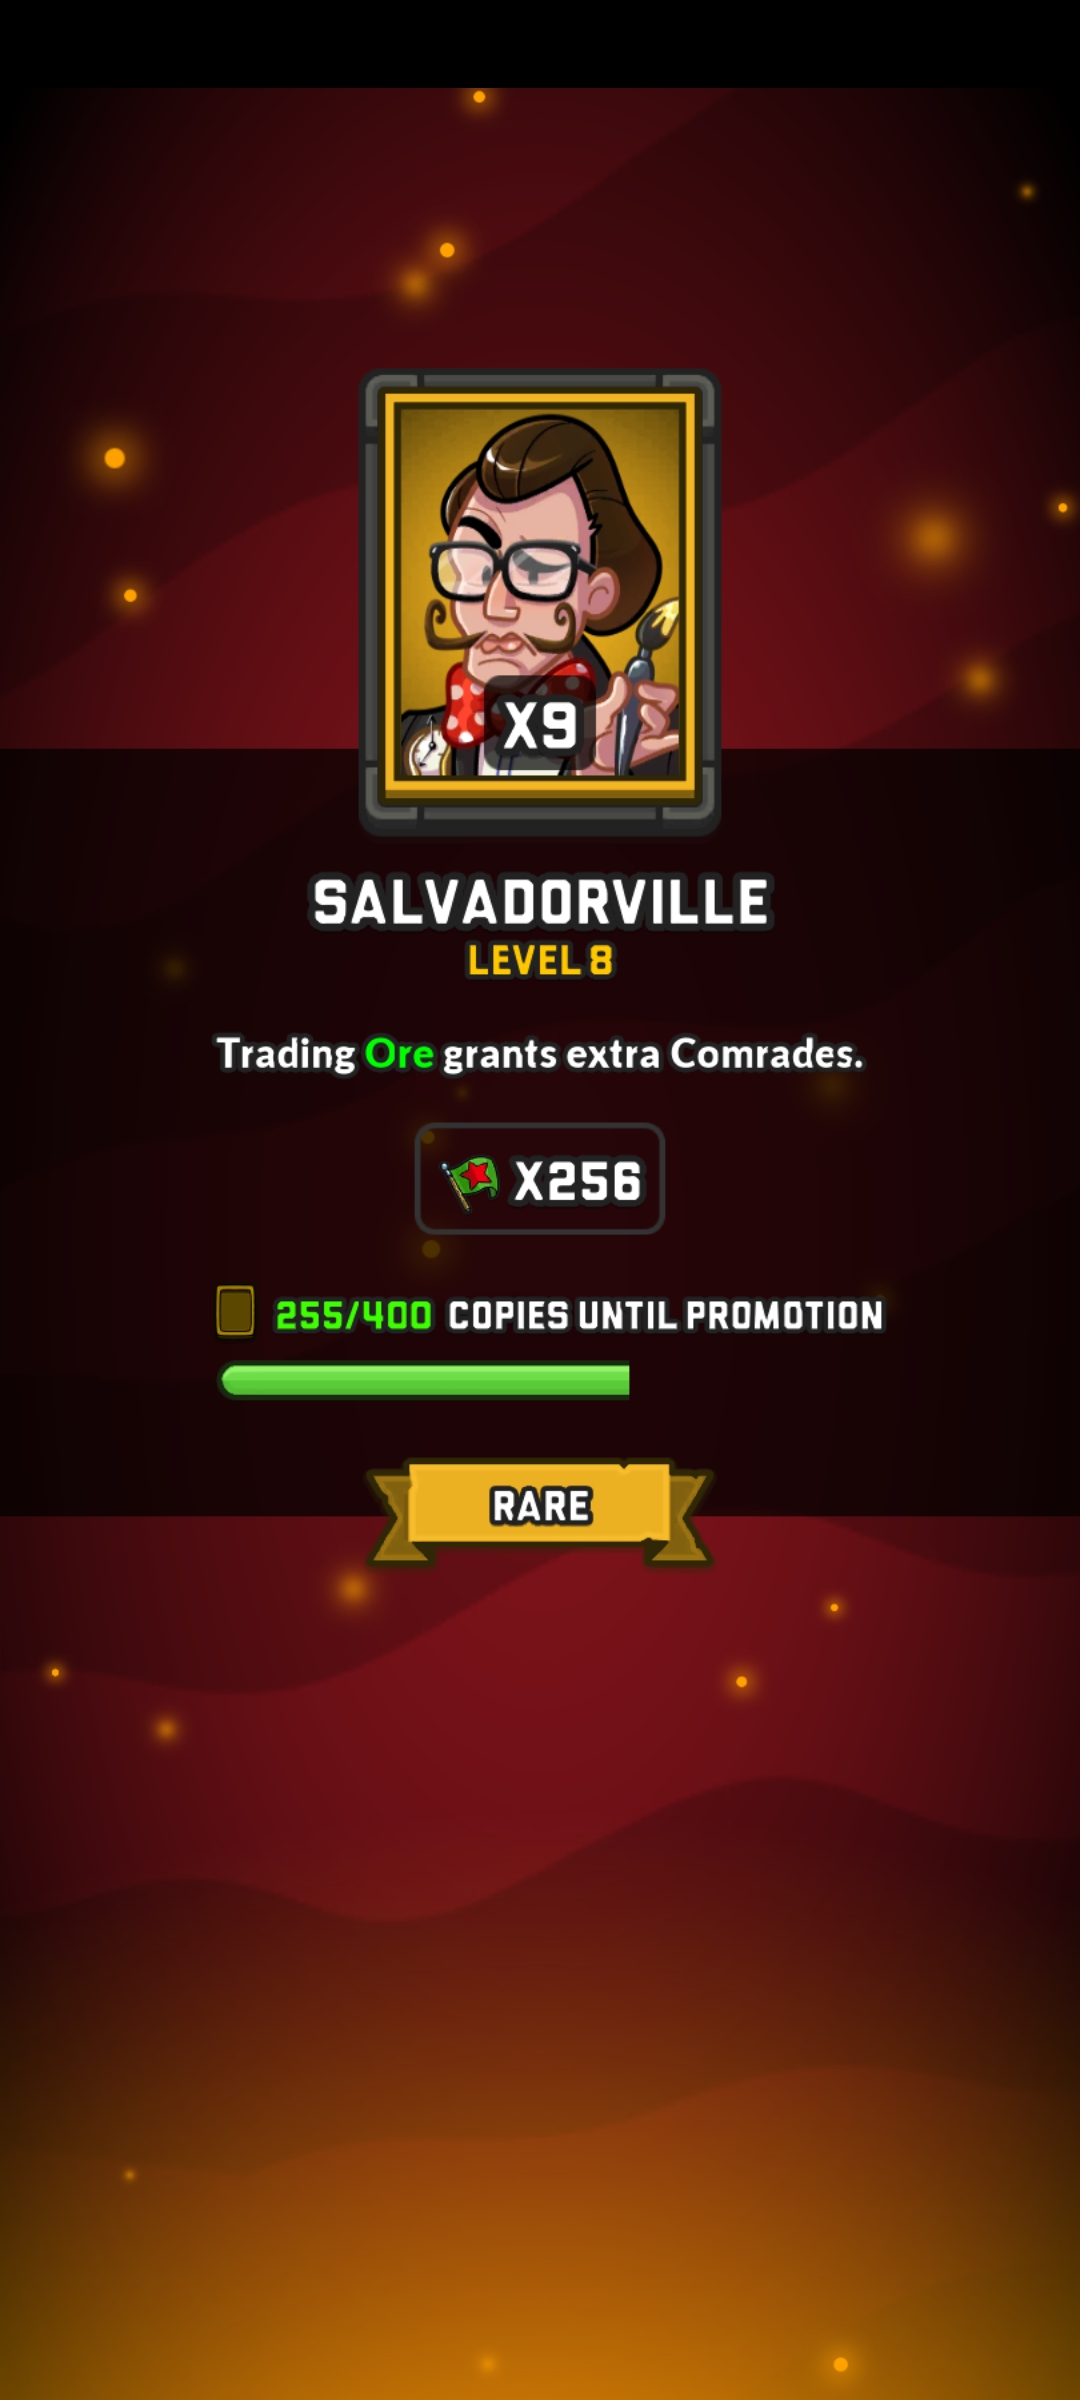 X9
SALVADORVILLE
LEVEL 8
Trading Ore grants extra Comrades.
X256
255/400 COPIES UNTIL PROMOTION
RARE